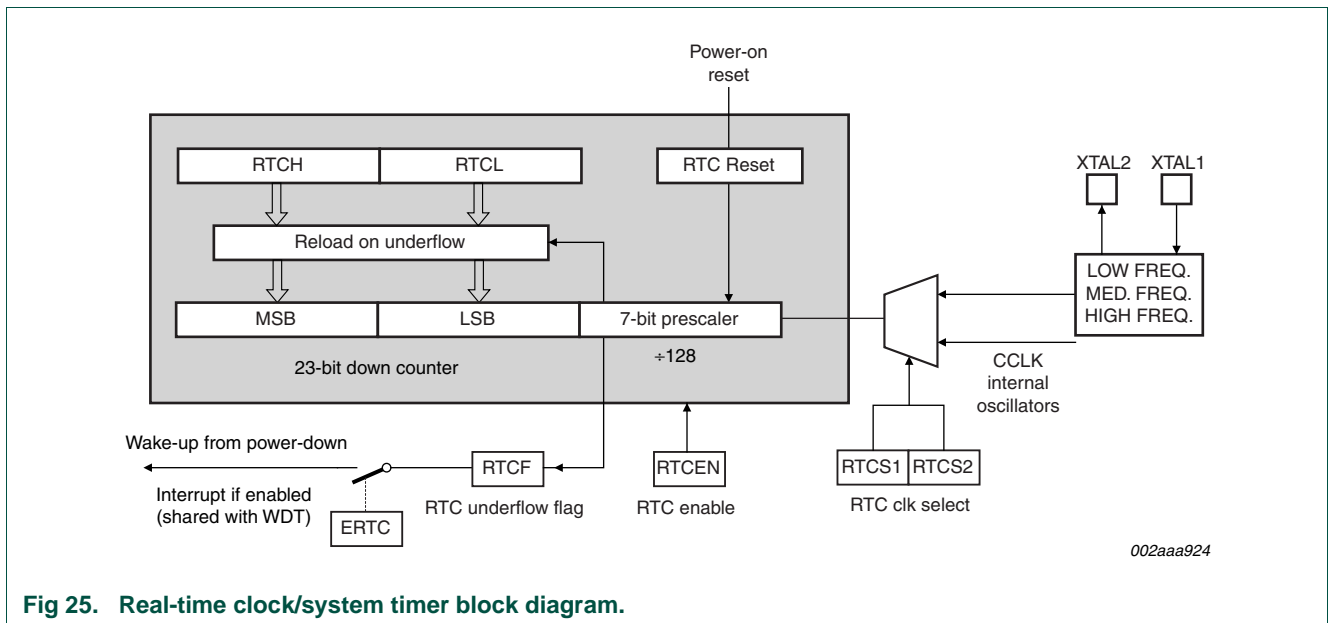 Power-on
reset
RTCH
RTCL
RTC Reset
XTAL2
XTAL1
Reload on underflow
LOW FREQ.
MED. FREQ.
HIGH FREQ.
MSB
LSB
7-bit prescaler
÷128
23-bit down counter
CCLK
internal
oscillators
Wake-up from power-down
RTCF
RTCEN
RTCS1
RTCS2
Interrupt if enabled
(shared with WDT)
RTC underflow flag
RTC enable
RTC clk select
ERTC
002aaa924
Fig 25. Real-time clock/system timer block diagram.